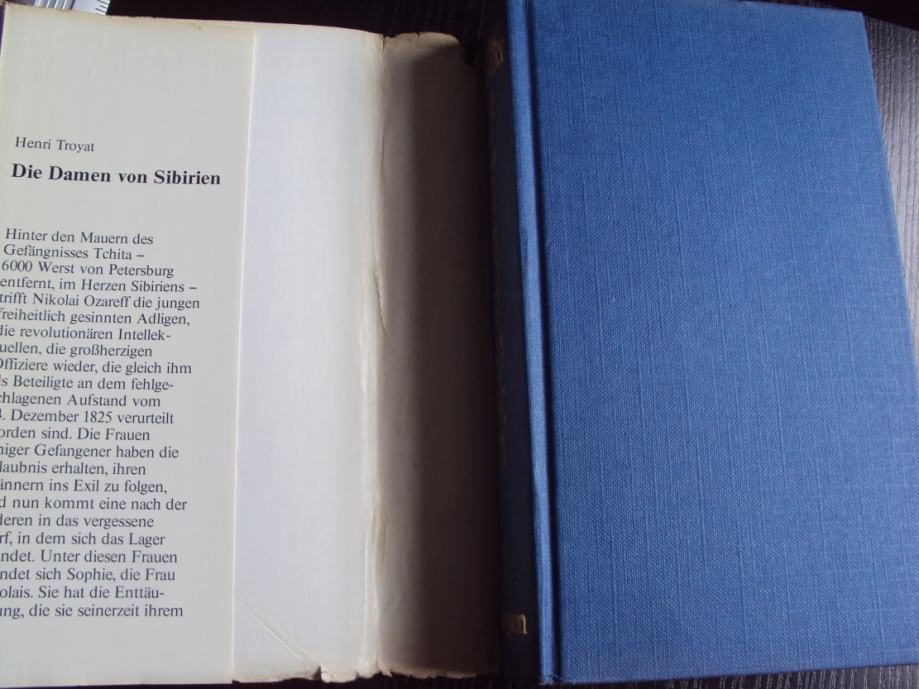 Henri Troyat
Die Damen von Sibirien
Hinter den Mauern des
Gefängnisses Tchita –
6000 Werst von Petersburg
entfernt, im Herzen Sibiriens –
trifft Nikolai Ozareff die jungen
freiheitlich gesinnten Adligen,
die revolutionären Intellek-
uellen, die großherzigen
Offiziere wieder, die gleich ihm
ls Beteiligte an dem fehlge-
chlagenen Aufstand vom
4. Dezember 1825 verurteilt
orden sind. Die Frauen
niger Gefangener haben die
laubnis erhalten, ihren
ännern ins Exil zu folgen,
d nun kommt eine nach der
deren in das vergessene
rf, in dem sich das Lager
ndet. Unter diesen Frauen
ndet sich Sophie, die Frau
olais. Sie hat die Enttäu-
ung, die sie seinerzeit ihrem